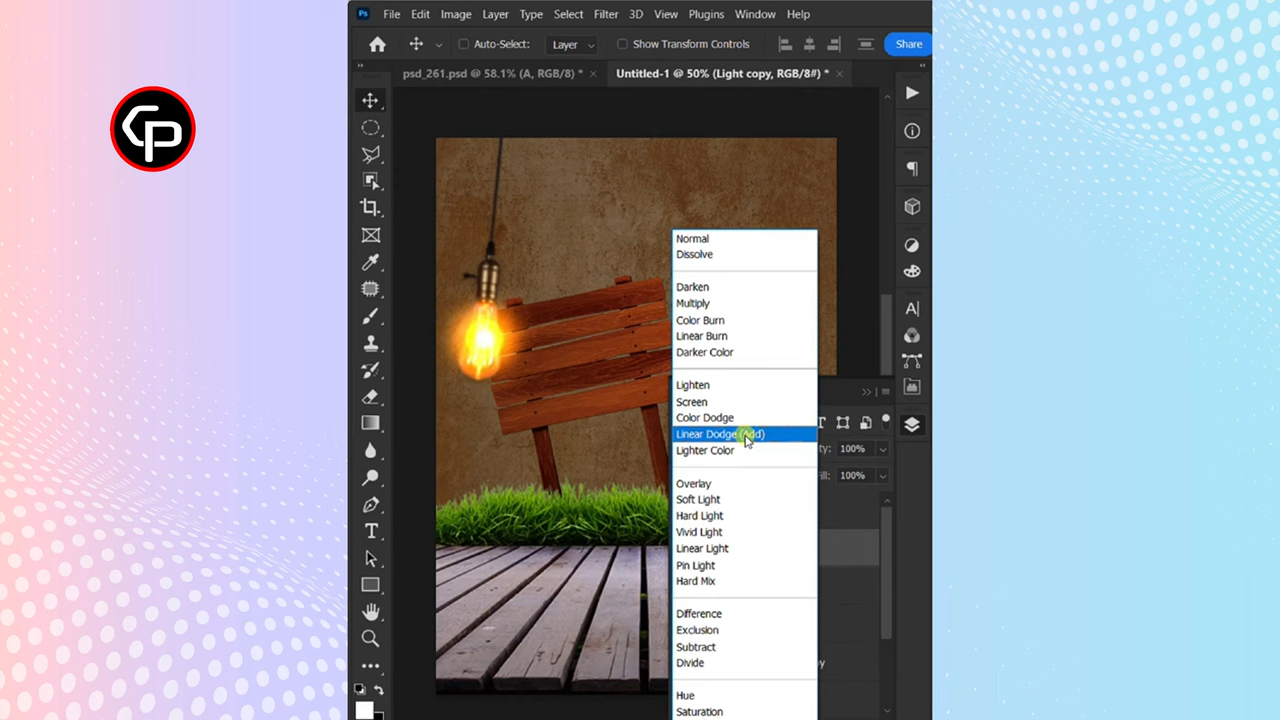 Ps File Edit Image Layer Type Select Filter 3D View Plugins Window Help
Auto-Select: Layer Show Transform Controls Share
psd_261.psd @ 58.1% (A, RGB/8) * × Untitled-1 @ 50% (Light copy, RGB/8#) * ×
CP
Normal
Dissolve
Darken
Multiply
Color Burn
Linear Burn
Darker Color
Lighten
Screen
Color Dodge
Linear Dodge (Add)
Lighter Color
100%
100%
Overlay
Soft Light
Hard Light
Vivid Light
Linear Light
Pin Light
Hard Mix
Difference
Exclusion
Subtract
Divide
Hue
Saturation